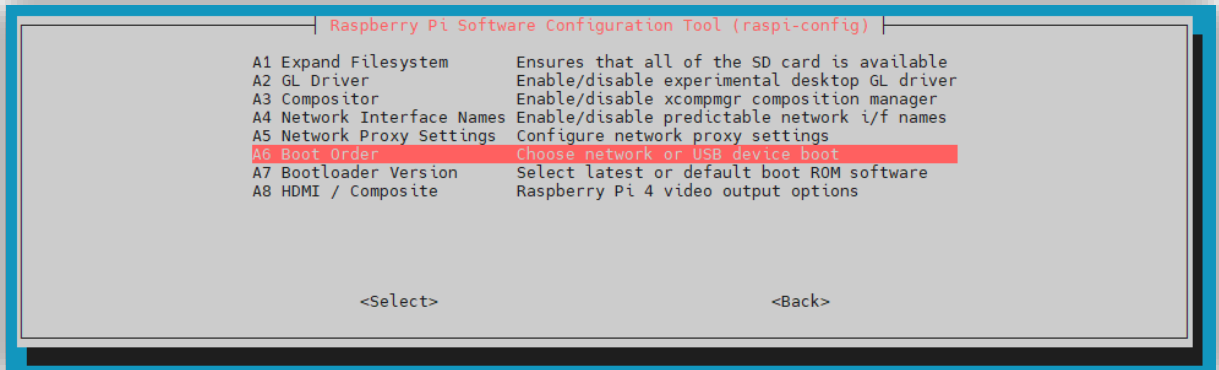 Raspberry Pi Software Configuration Tool (raspi-config)
A1 Expand Filesystem Ensures that all of the SD card is available
A2 GL Driver Enable/disable experimental desktop GL driver
A3 Compositor Enable/disable xcompmgr composition manager
A4 Network Interface Names Enable/disable predictable network i/f names
A5 Network Proxy Settings Configure network proxy settings
A6 Boot Order Choose network or USB device boot
A7 Bootloader Version Select latest or default boot ROM software
A8 HDMI / Composite Raspberry Pi 4 video output options
<Select> <Back>